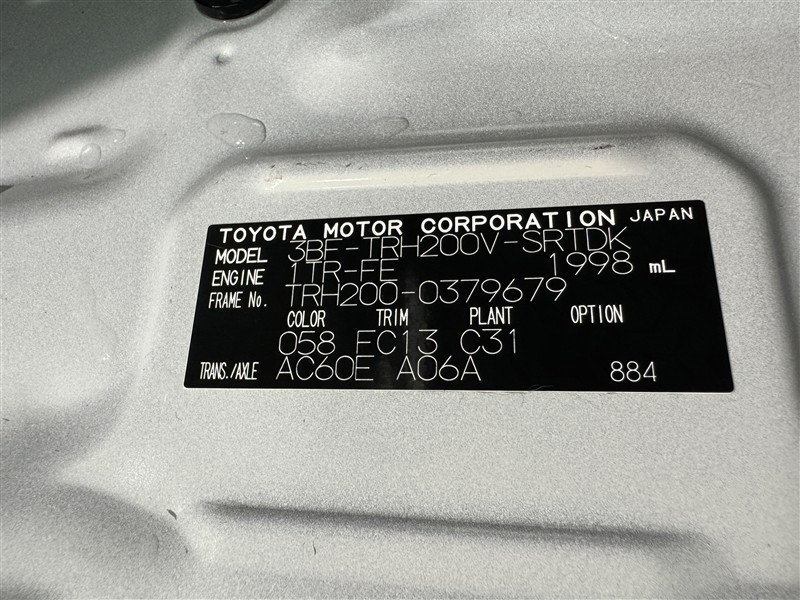 TOYOTA MOTOR CORPORATION JAPAN
MODEL 3BF-TRH200V-SRTDK
ENGINE 1TR-FE 1998 mL
FRAME No. TRH200-0379679
COLOR TRIM PLANT OPTION
058 FC13 C31
TRANS./AXLE AC60E A06A 884